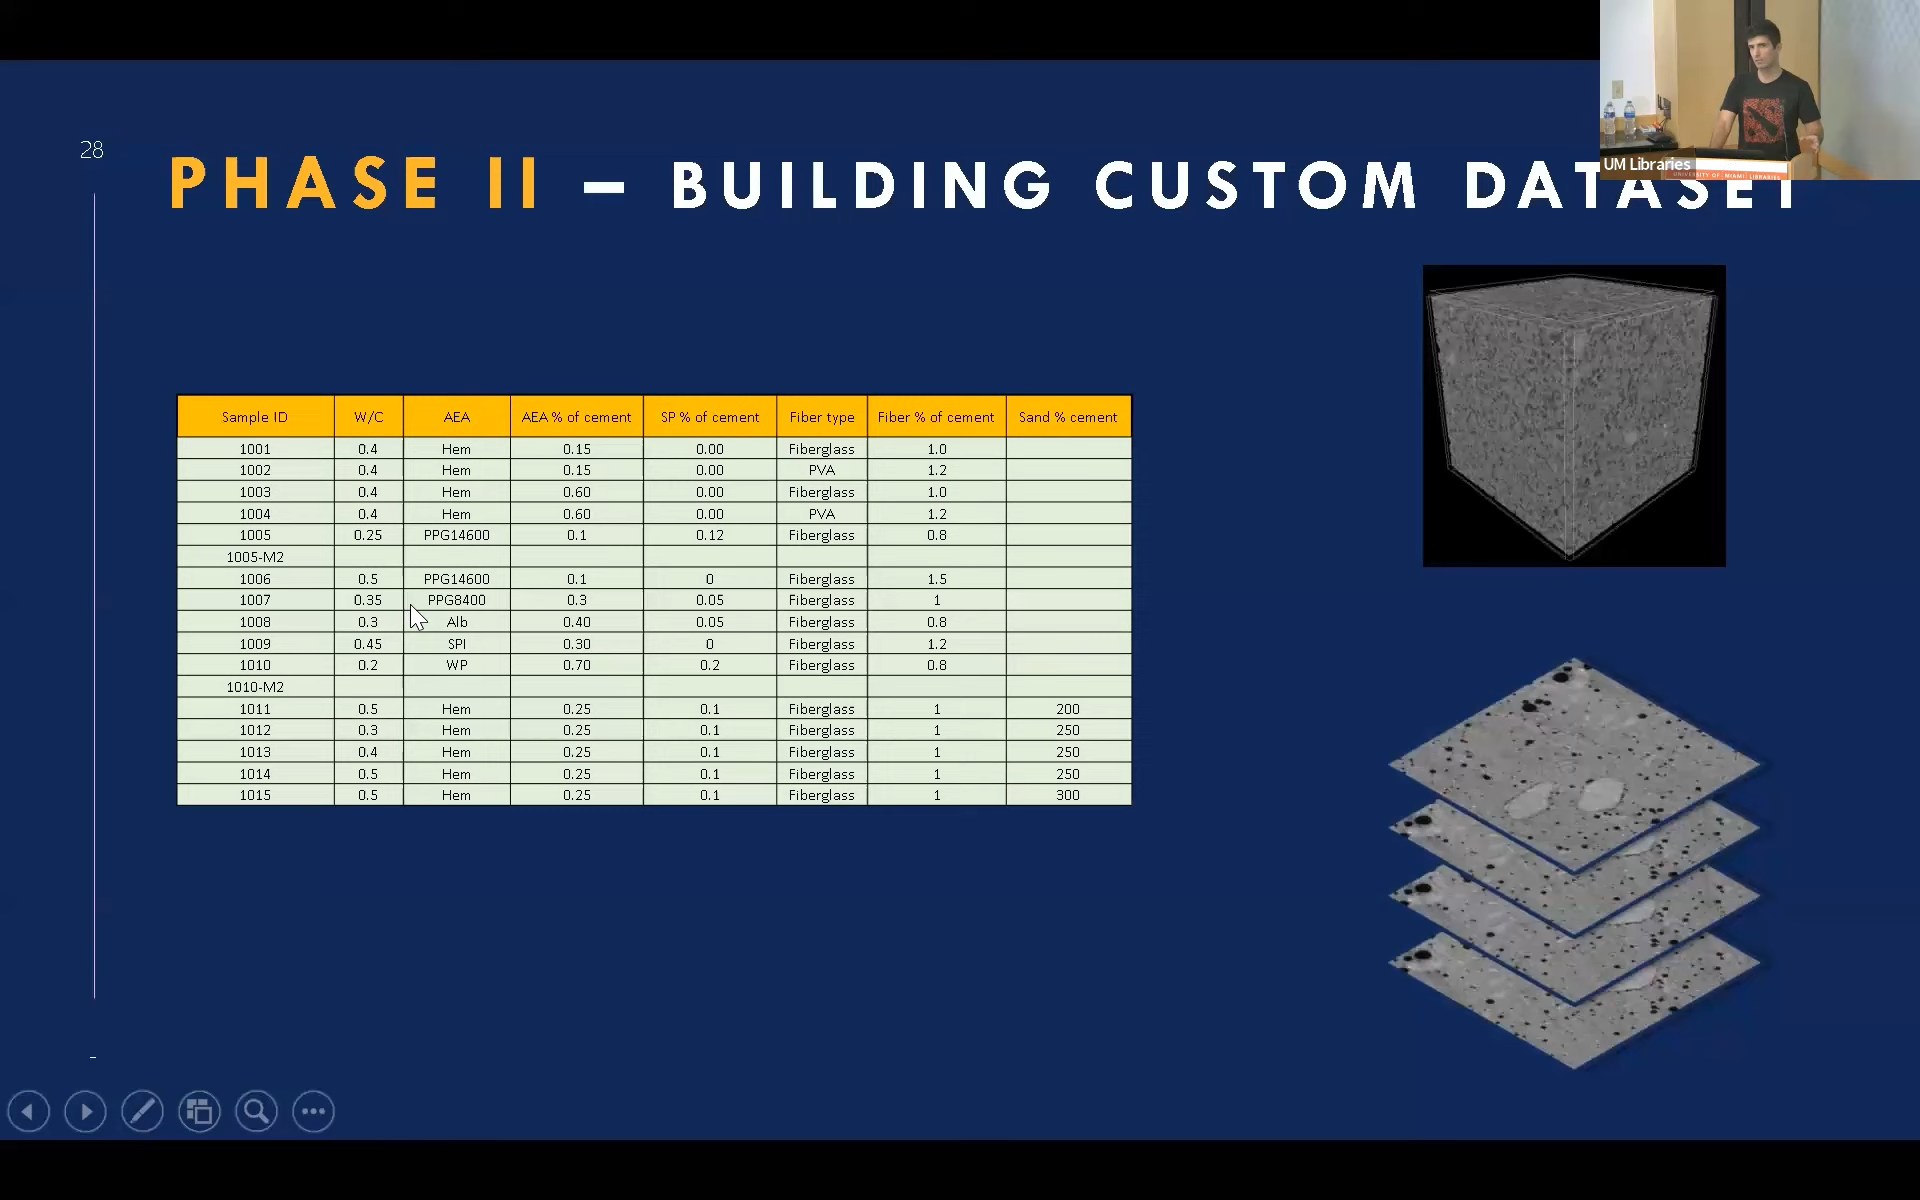 28
PHASE II – BUILDING CUSTOM DATASET
UM Libraries
UNIVERSITY OF MIAMI LIBRARIES
Sample ID W/C AEA AEA % of cement SP % of cement Fiber type Fiber % of cement Sand % cement
1001 0.4 Hem 0.15 0.00 Fiberglass 1.0
1002 0.4 Hem 0.15 0.00 PVA 1.2
1003 0.4 Hem 0.60 0.00 Fiberglass 1.0
1004 0.4 Hem 0.60 0.00 PVA 1.2
1005 0.25 PPG14600 0.1 0.12 Fiberglass 0.8
1005-M2
1006 0.5 PPG14600 0.1 0 Fiberglass 1.5
1007 0.35 PPG8400 0.3 0.05 Fiberglass 1
1008 0.3 Alb 0.40 0.05 Fiberglass 0.8
1009 0.45 SPI 0.30 0 Fiberglass 1.2
1010 0.2 WP 0.70 0.2 Fiberglass 0.8
1010-M2
1011 0.5 Hem 0.25 0.1 Fiberglass 1 200
1012 0.3 Hem 0.25 0.1 Fiberglass 1 250
1013 0.4 Hem 0.25 0.1 Fiberglass 1 250
1014 0.5 Hem 0.25 0.1 Fiberglass 1 250
1015 0.5 Hem 0.25 0.1 Fiberglass 1 300